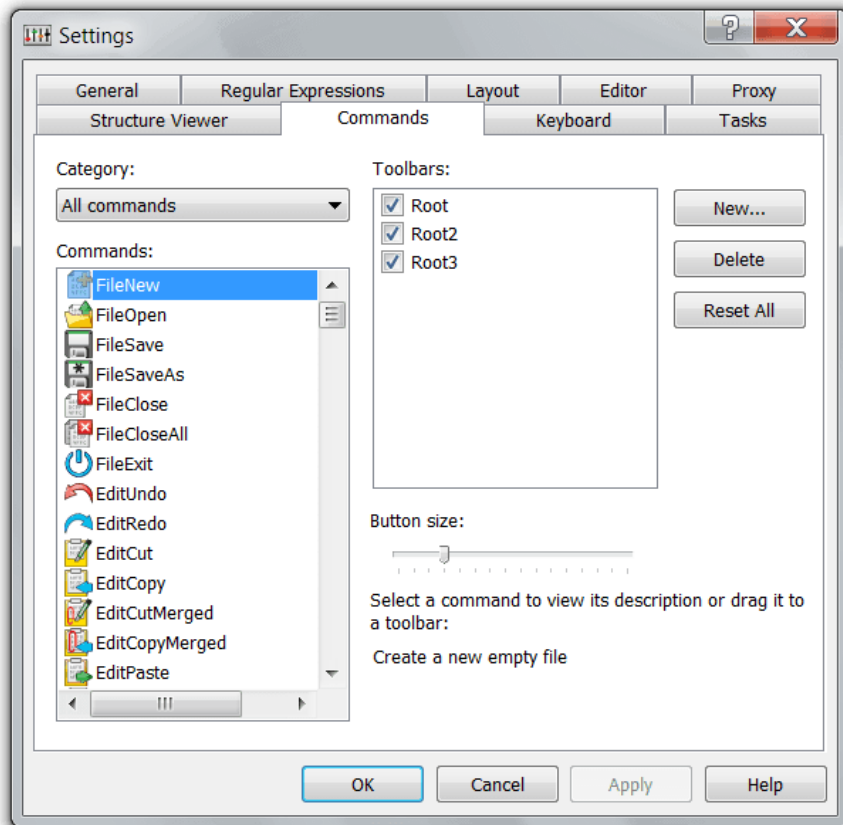 Settings
General Regular Expressions Layout Editor Proxy
Structure Viewer Commands Keyboard Tasks
Category:
All commands
Commands:
FileNew
FileOpen
FileSave
FileSaveAs
FileClose
FileCloseAll
FileExit
EditUndo
EditRedo
EditCut
EditCopy
EditCutMerged
EditCopyMerged
EditPaste
Toolbars:
Root
Root2
Root3
New...
Delete
Reset All
Button size:
Select a command to view its description or drag it to
a toolbar:
Create a new empty file
OK Cancel Apply Help